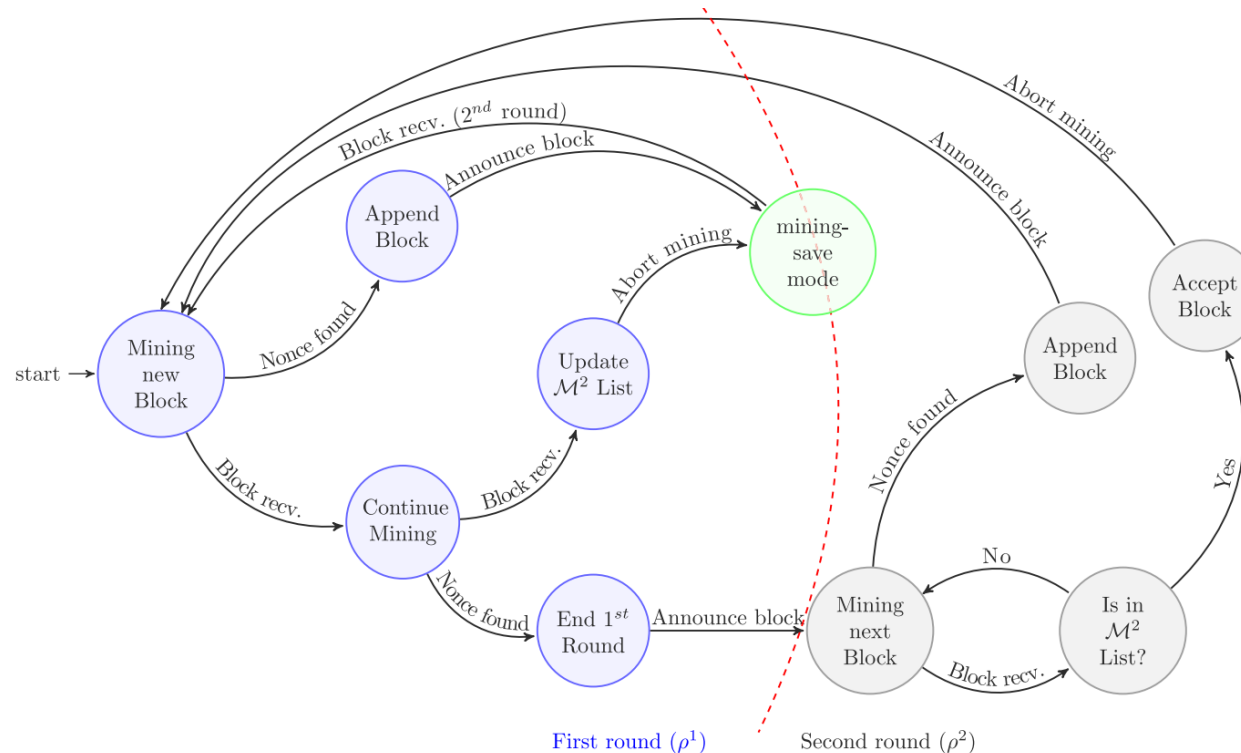 Abort mining
Block recv. (2nd round)
Announce block
Announce block
Append
Block
mining-
save
mode
Abort mining
Accept
Block
start
Mining
new
Block
Nonce found
Update
ℳ² List
Append
Block
Block recv.
Continue
Mining
Block recv.
Nonce found
Yes
Nonce found
End 1st
Round
Announce block
Mining
next
Block
No
Is in
ℳ²
List?
Block recv.
First round (ρ¹)
Second round (ρ²)